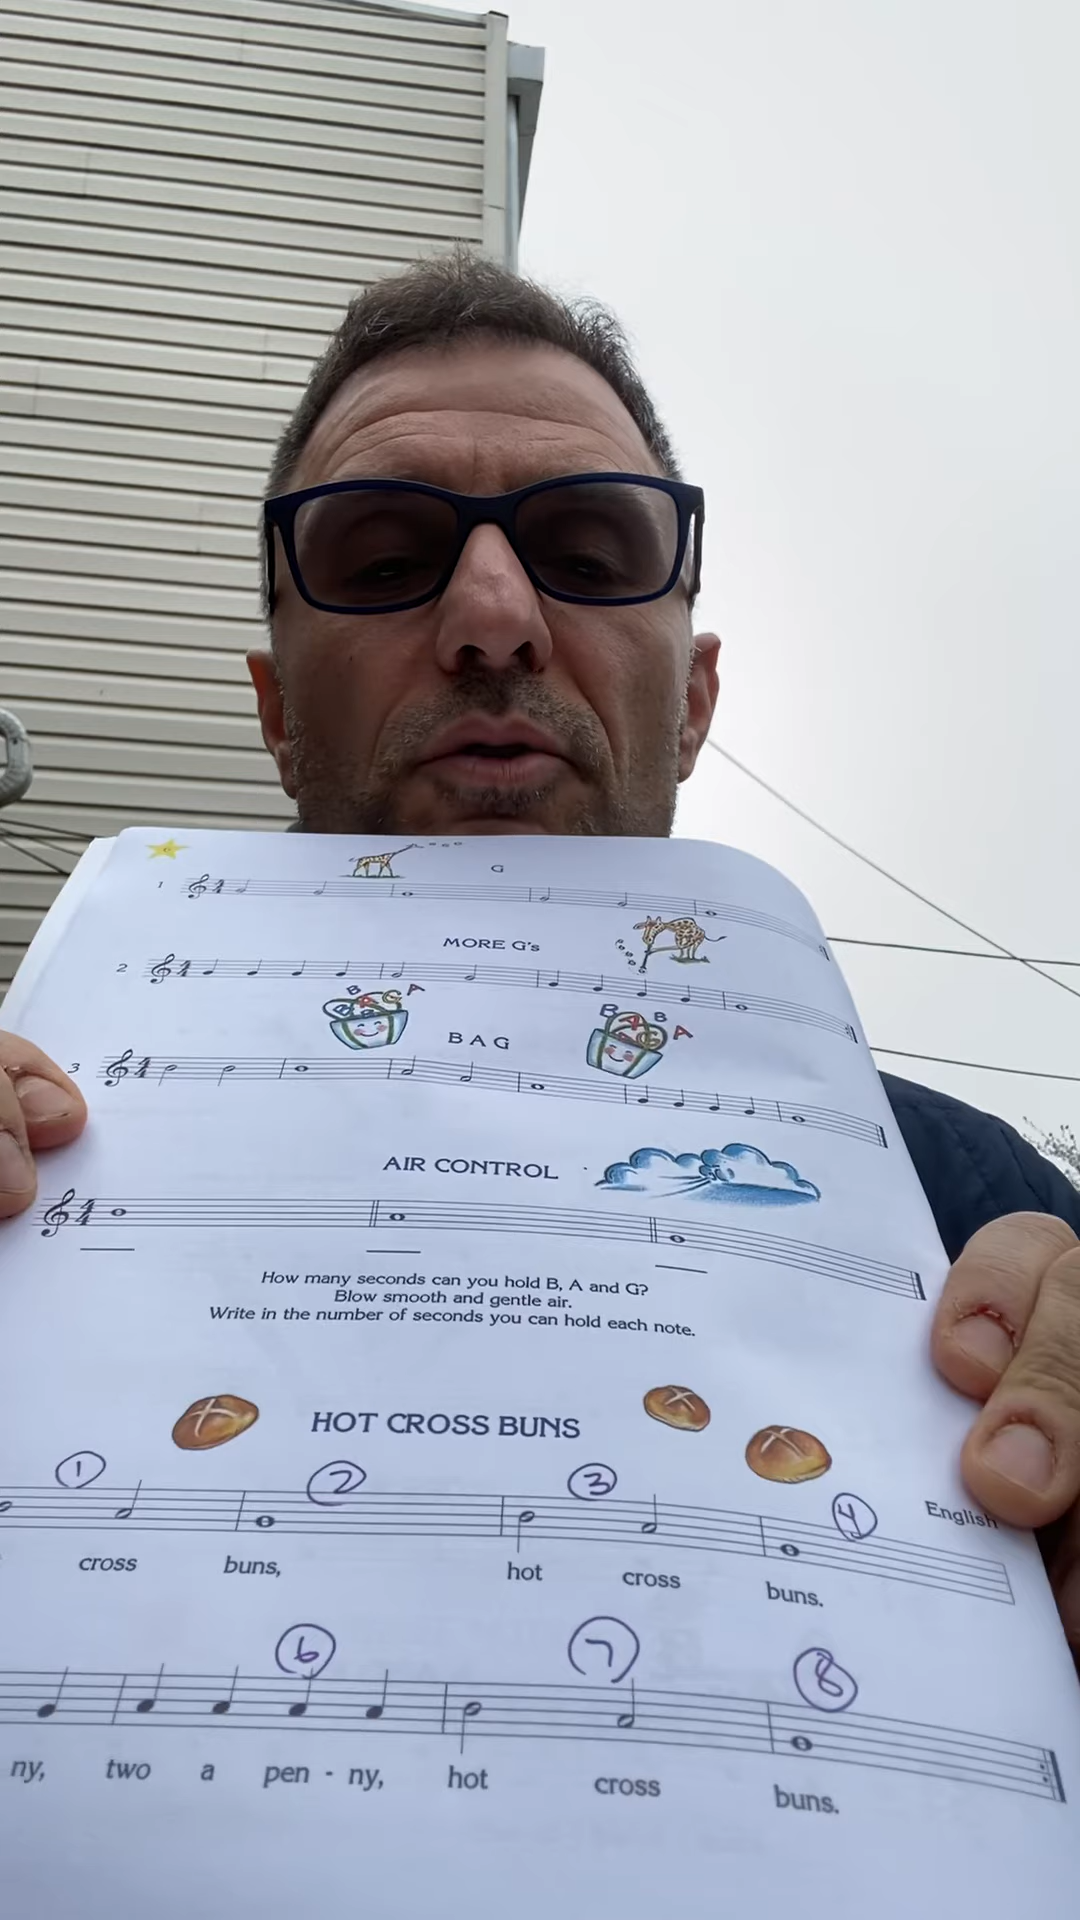 G
1
MORE G's
2
B A G A
B A G B A
B A G
3
AIR CONTROL
How many seconds can you hold B, A and G?
Blow smooth and gentle air.
Write in the number of seconds you can hold each note.
HOT CROSS BUNS
1 2 3 4
English
cross buns, hot cross buns.
6 7 8
ny, two a pen - ny, hot cross buns.